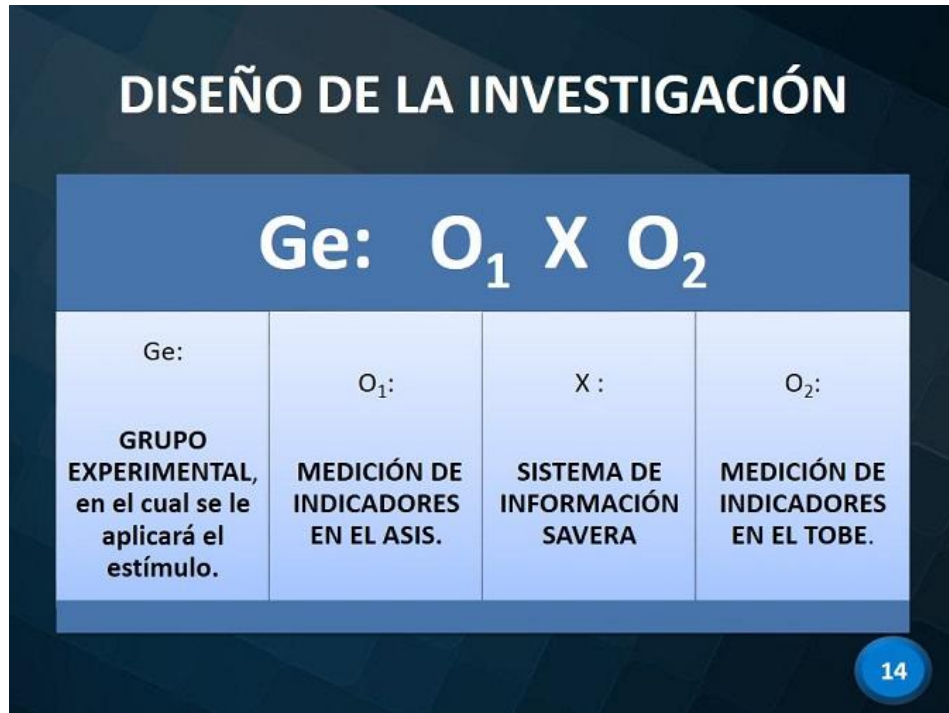 DISEÑO DE LA INVESTIGACIÓN
Ge: O₁ X O₂
Ge:
GRUPO
EXPERIMENTAL,
en el cual se le
aplicará el
estímulo.
O₁:
MEDICIÓN DE
INDICADORES
EN EL ASIS.
X :
SISTEMA DE
INFORMACIÓN
SAVERA
O₂:
MEDICIÓN DE
INDICADORES
EN EL TOBE.
14